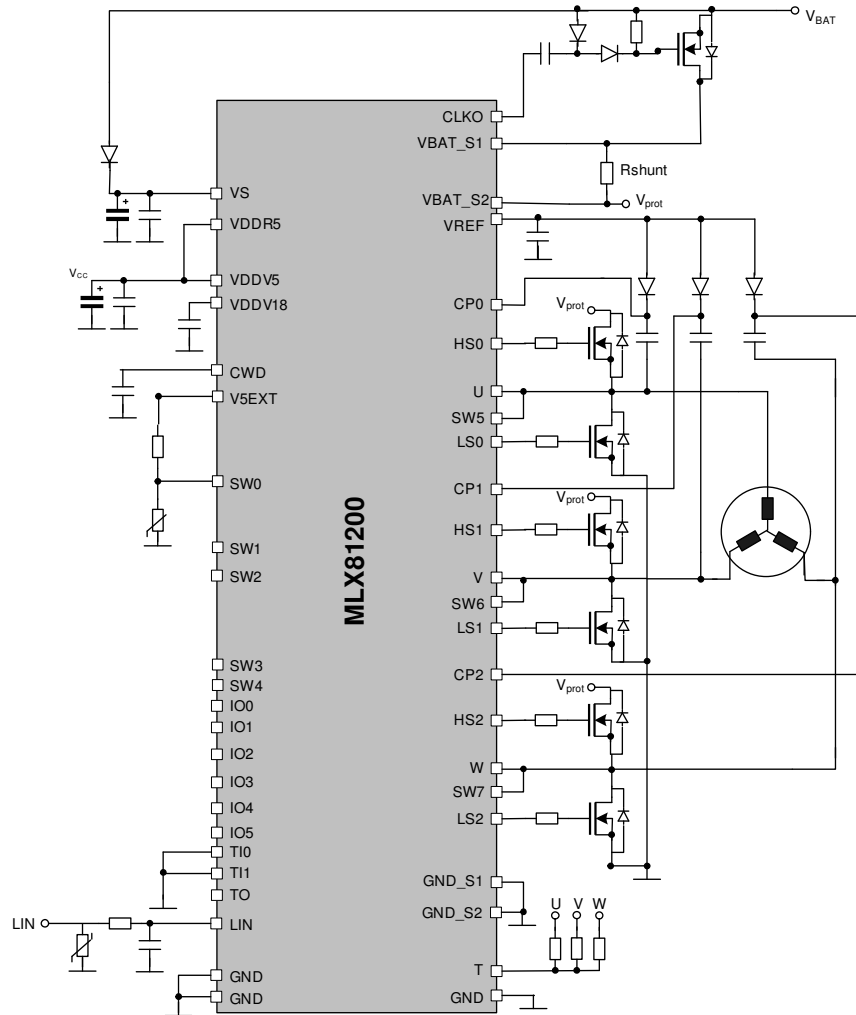 V_BAT
CLKO
VBAT_S1
Rshunt
VS
VBAT_S2
V_prot
VREF
VDDR5
V_CC
VDDV5
VDDV18
CP0
V_prot
HS0
CWD
V5EXT
U
SW5
LS0
SW0
CP1
V_prot
HS1
MLX81200
SW1
SW2
V
SW6
LS1
SW3
SW4
CP2
V_prot
IO0
IO1
HS2
IO2
W
IO3
SW7
IO4
LS2
IO5
TI0
TI1
GND_S1
TO
GND_S2
U V W
LIN
LIN
T
GND
GND
GND